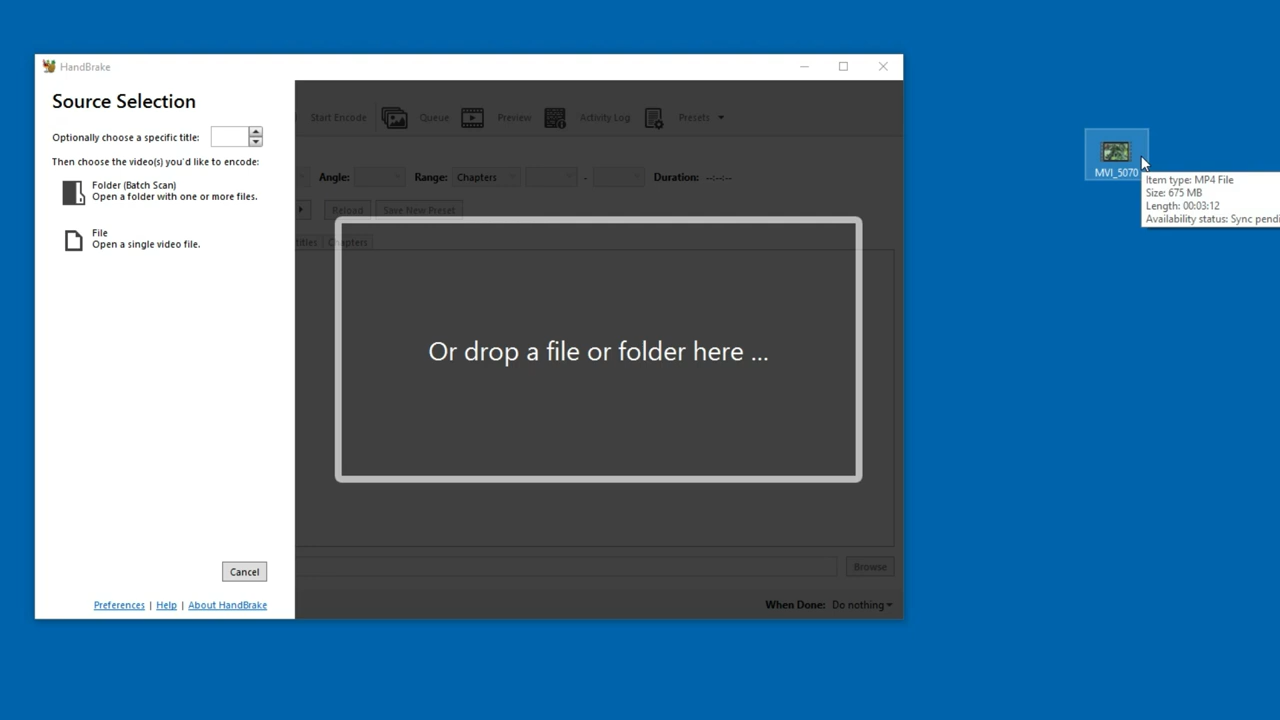 HandBrake
Source Selection
Optionally choose a specific title:
Then choose the video(s) you'd like to encode:
Folder (Batch Scan)
Open a folder with one or more files.
File
Open a single video file.
Cancel
Preferences | Help | About HandBrake
Start Encode Queue Preview Activity Log Presets
Angle: Range: Chapters - Duration: --:--:--
Reload Save New Preset
titles Chapters
Or drop a file or folder here ...
Browse
When Done: Do nothing
MVI_5070
Item type: MP4 File
Size: 675 MB
Length: 00:03:12
Availability status: Sync pendi